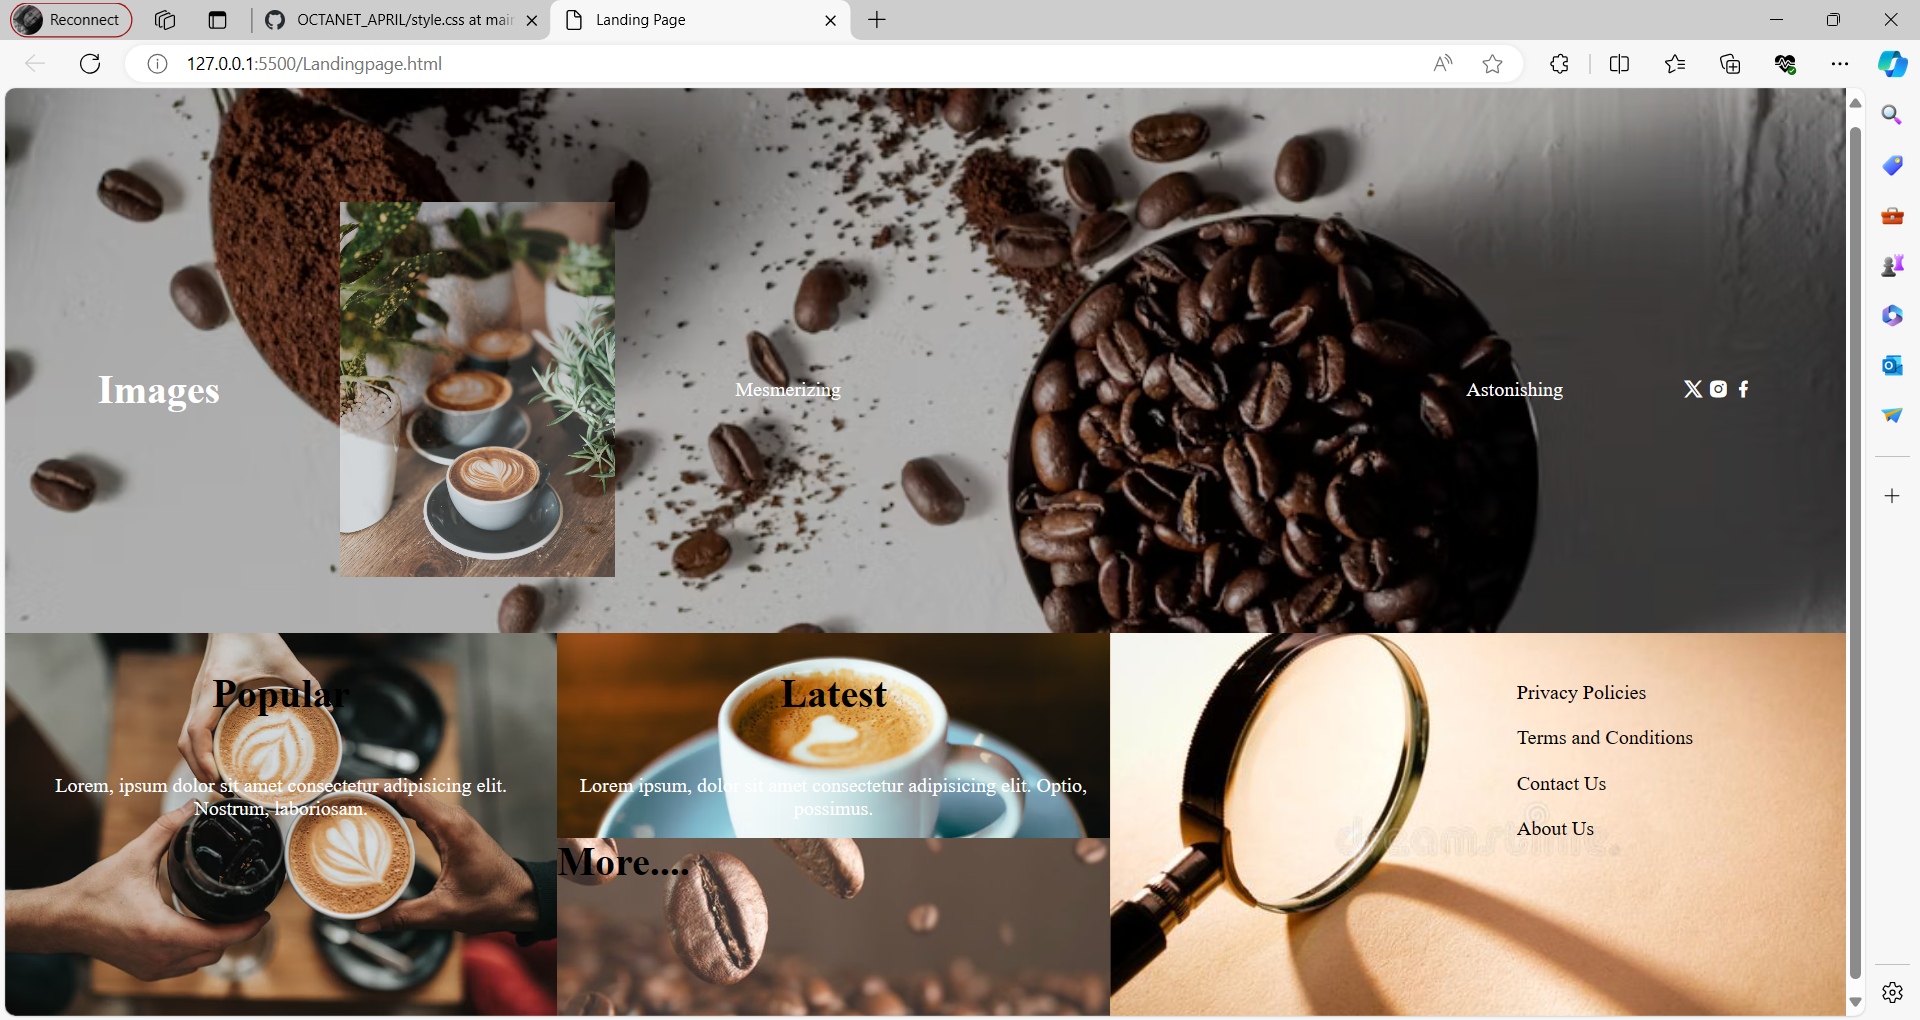 Reconnect
OCTANET_APRIL/style.css at mair
Landing Page
127.0.0.1:5500/Landingpage.html
Images
Mesmerizing
Astonishing
Popular
Lorem, ipsum dolor sit amet consectetur adipisicing elit.
Nostrum, laboriosam.
Latest
Lorem ipsum, dolor sit amet consectetur adipisicing elit. Optio,
possimus.
More....
Privacy Policies
Terms and Conditions
Contact Us
About Us
dreamstime.